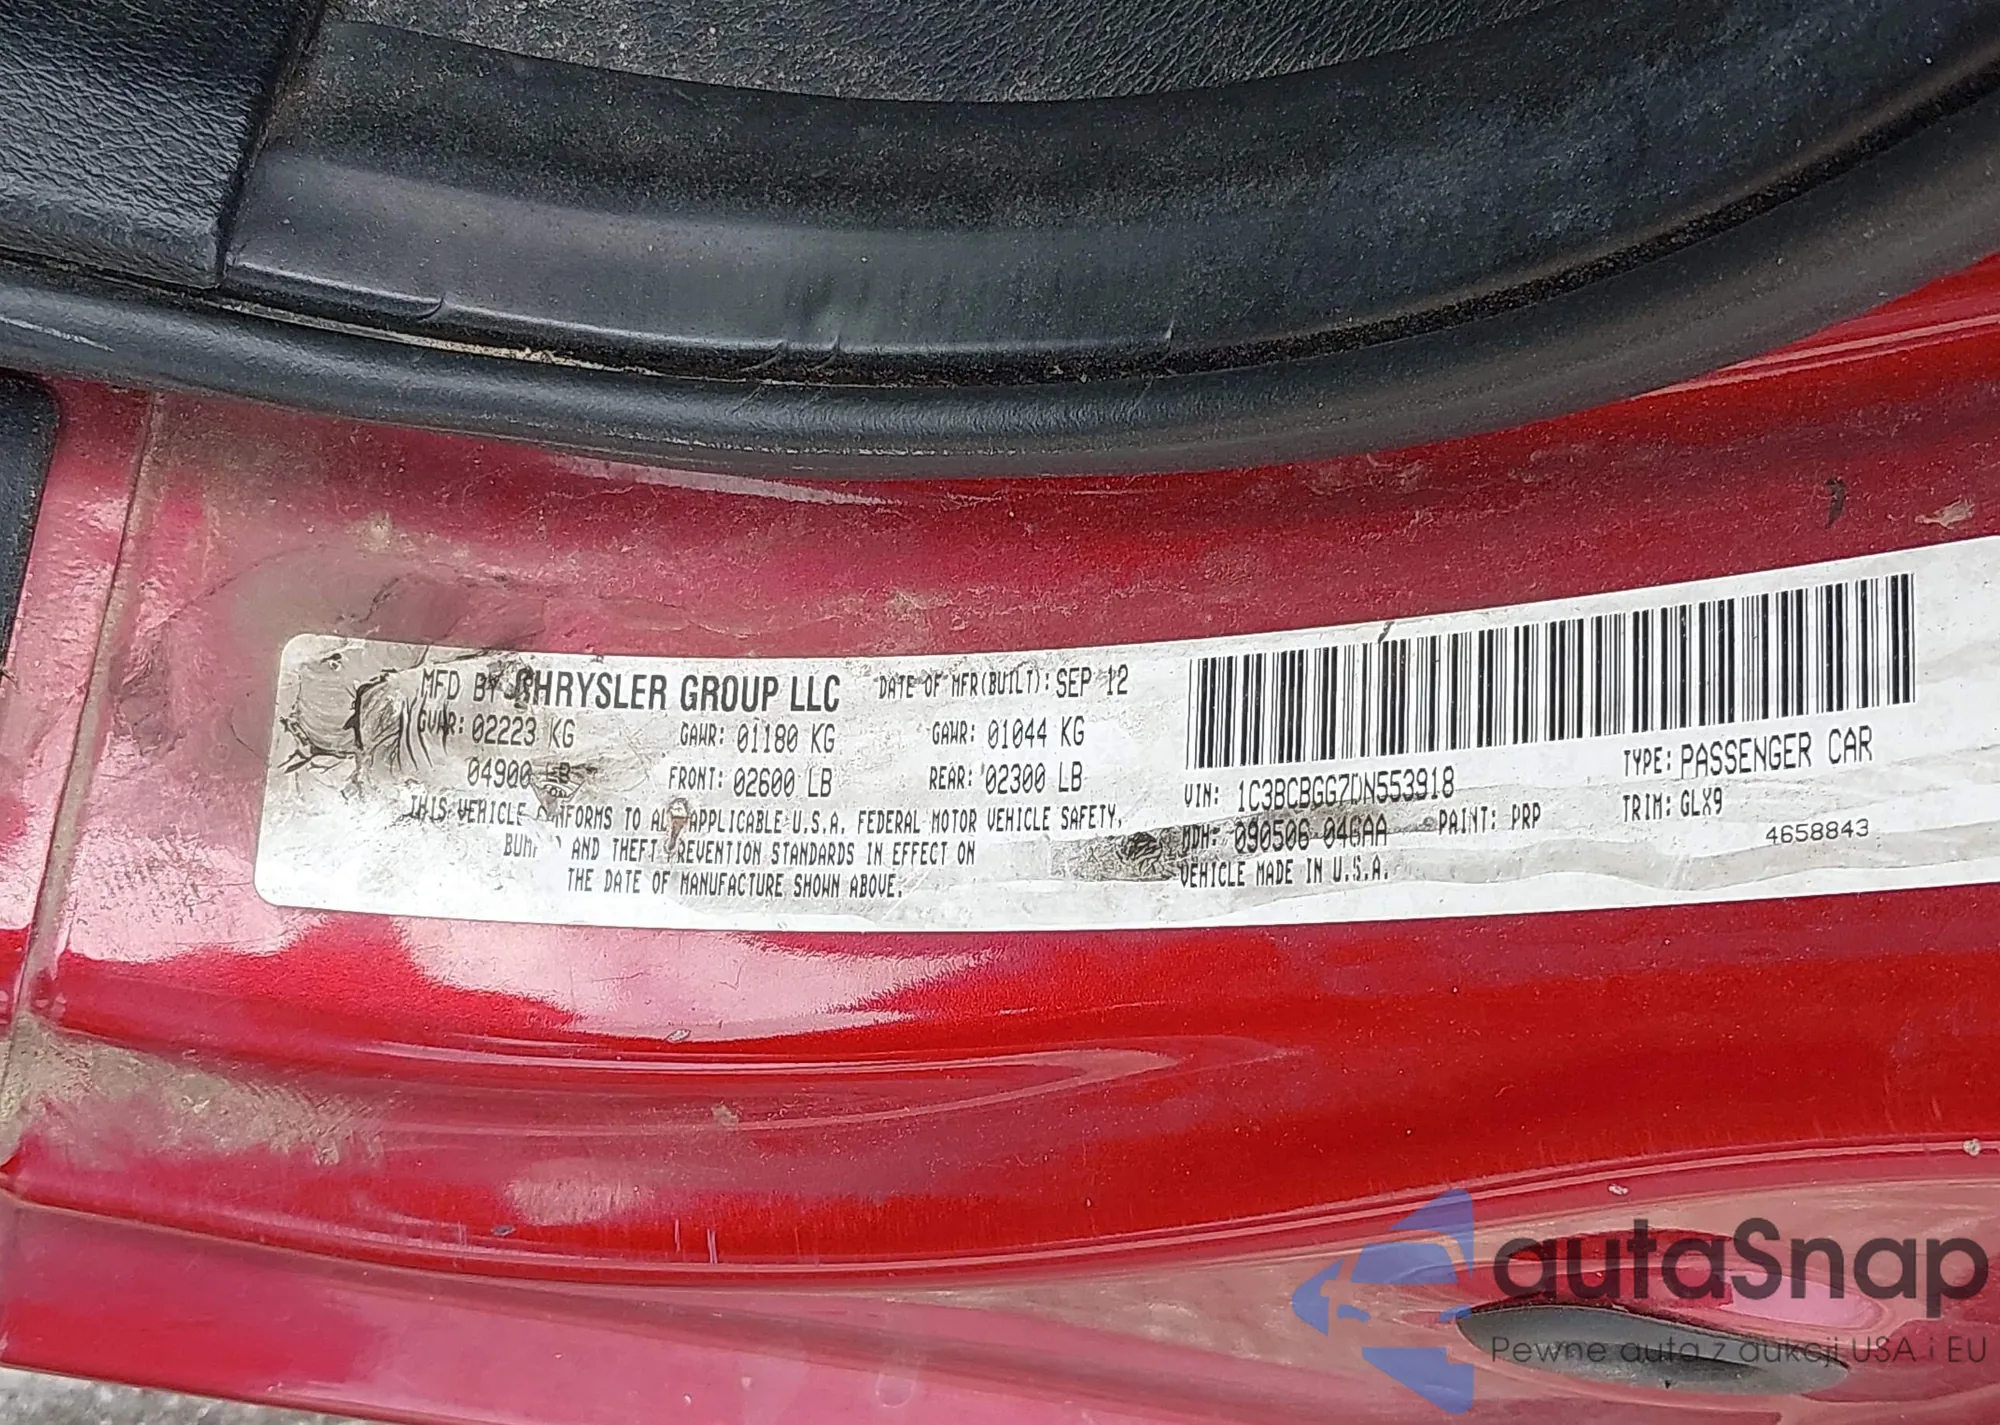 MFD BY CHRYSLER GROUP LLC DATE OF MFR(BUILT): SEP 12
GVWR: 02223 KG GAWR: 01180 KG GAWR: 01044 KG
04900 LB FRONT: 02600 LB REAR: 02300 LB
THIS VEHICLE CONFORMS TO ALL APPLICABLE U.S.A. FEDERAL MOTOR VEHICLE SAFETY,
BUMPER AND THEFT PREVENTION STANDARDS IN EFFECT ON
THE DATE OF MANUFACTURE SHOWN ABOVE.
VIN: 1C3BCBGG7DN553918 TYPE: PASSENGER CAR
MDH: 090506 046AA PAINT: PRP TRIM: GLX9
VEHICLE MADE IN U.S.A. 4658843
autaSnap
Pewne auta z aukcji USA i EU